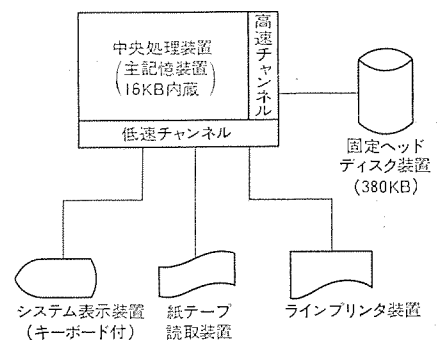 中央処理装置
(主記憶装置)
16KB内蔵
高速チャンネル
低速チャンネル
固定ヘッド
ディスク装置
(380KB)
システム表示装置
(キーボード付)
紙テープ
読取装置
ラインプリンタ装置